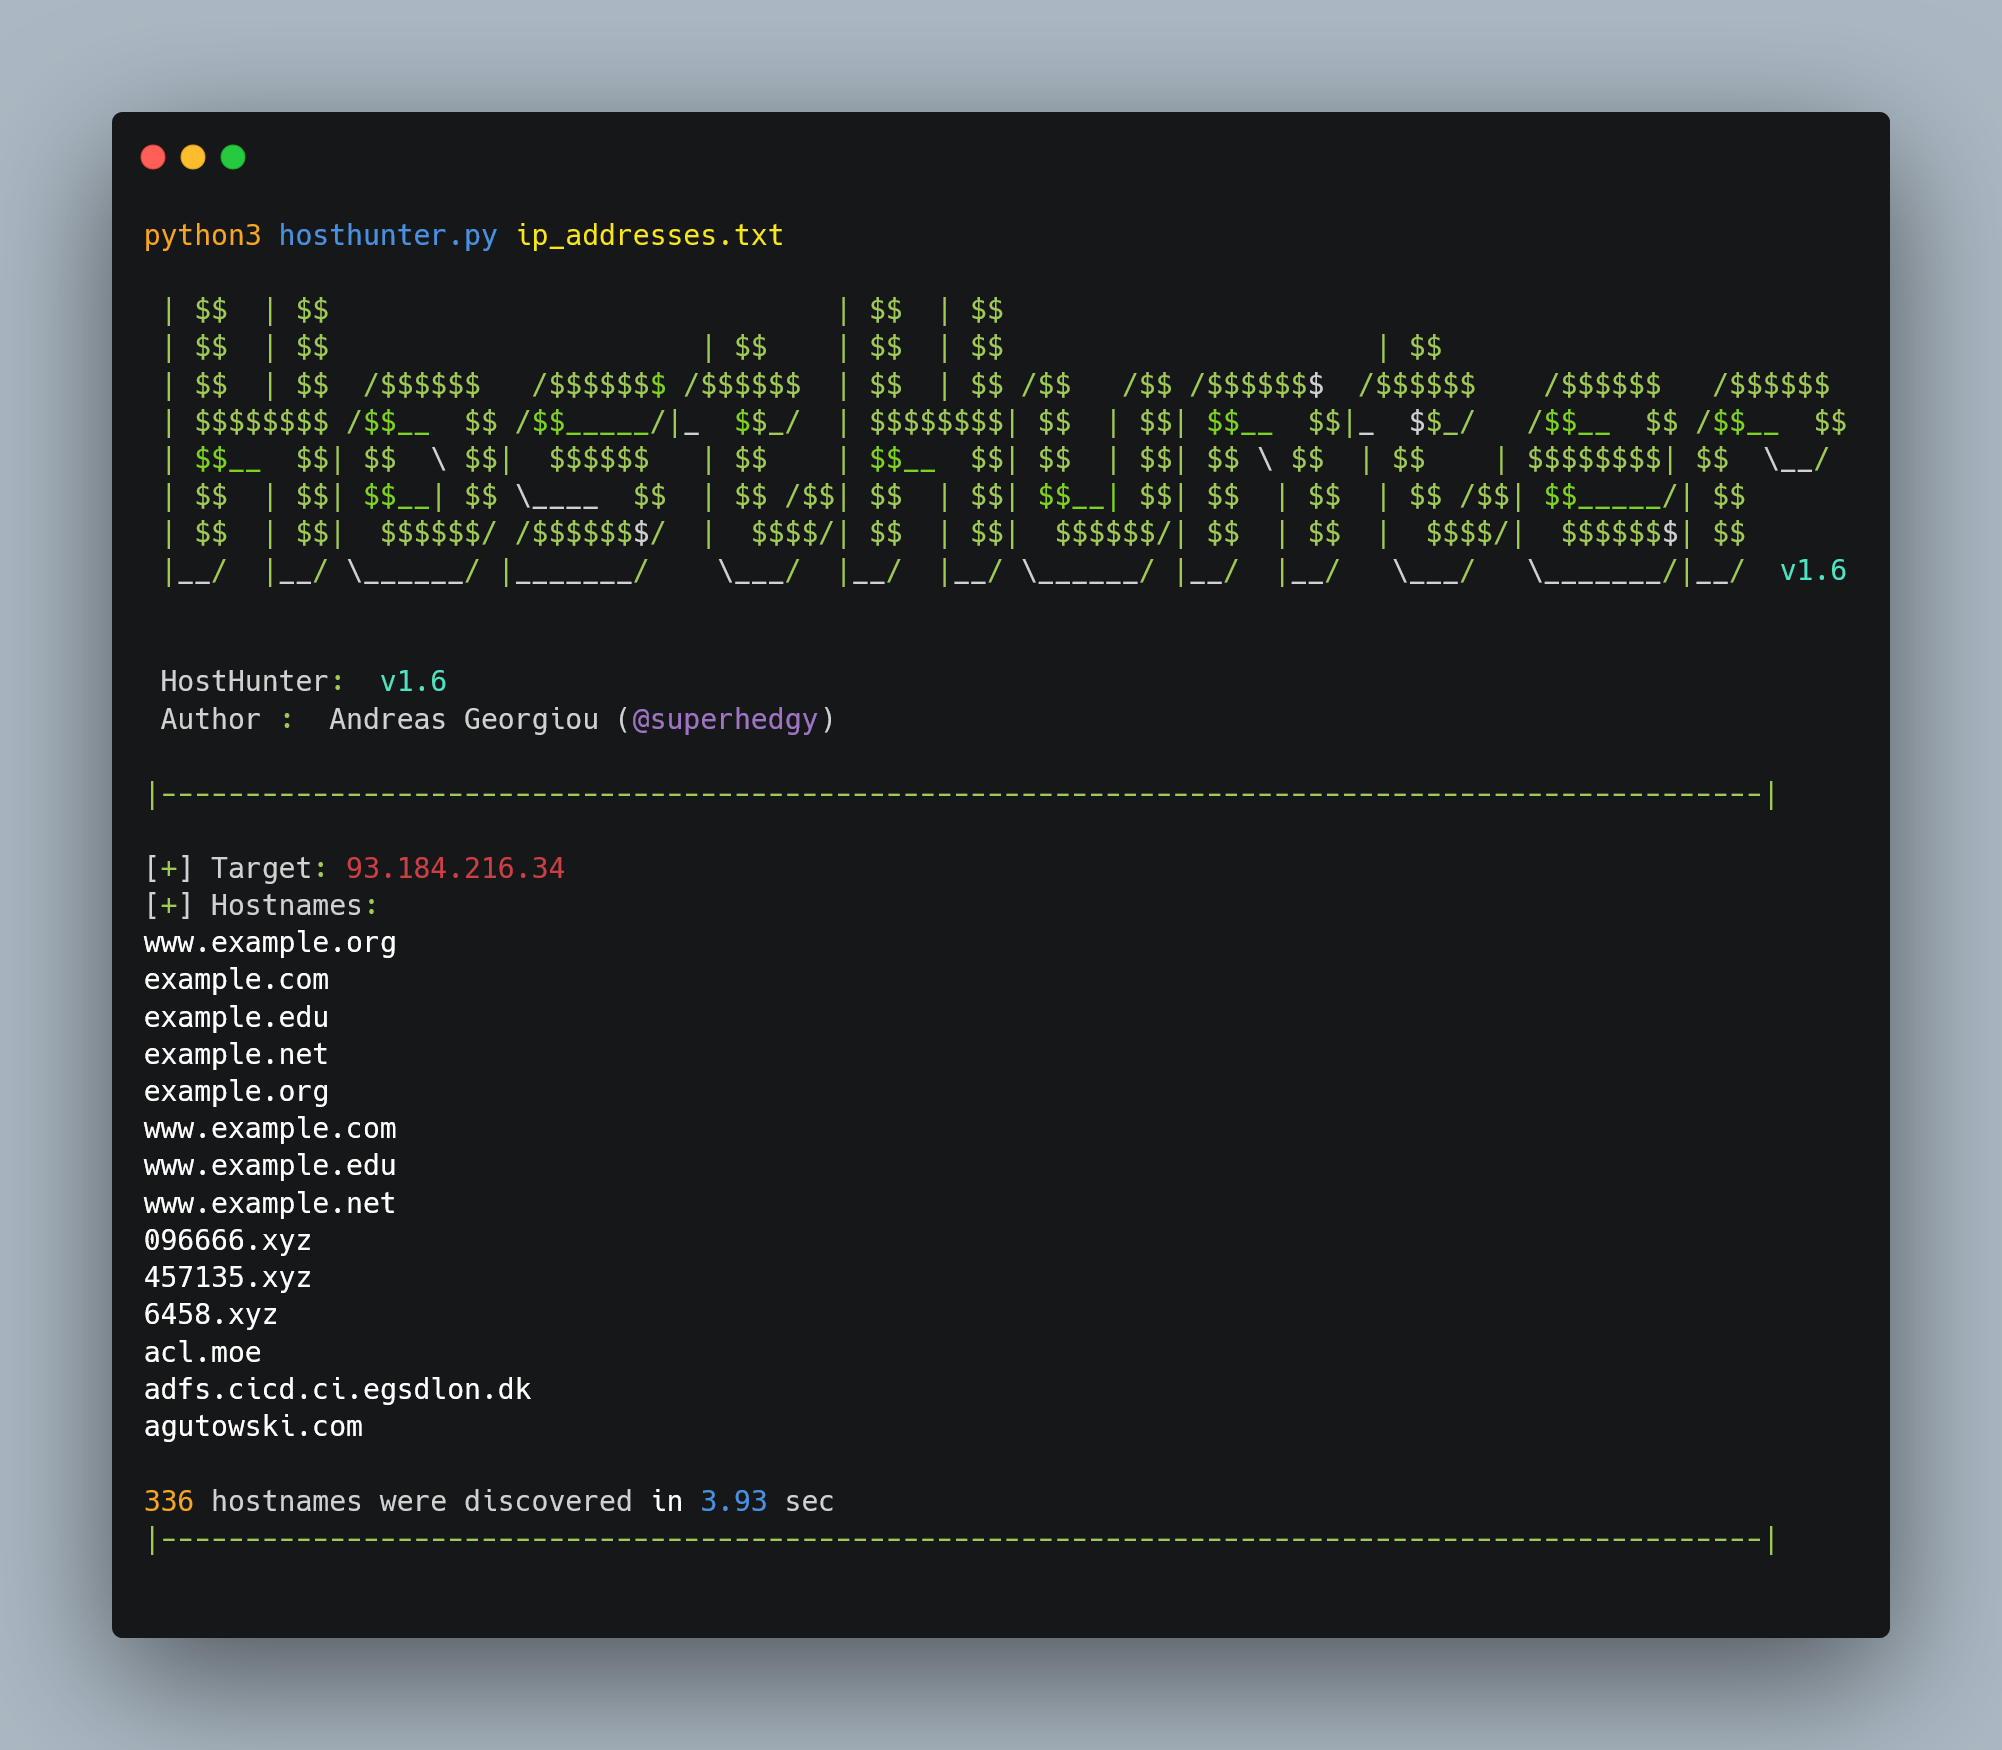 python3 hosthunter.py ip_addresses.txt
 | $$  | $$                              | $$  | $$
 | $$  | $$                      | $$    | $$  | $$                      | $$
 | $$  | $$  /$$$$$$   /$$$$$$$ /$$$$$$  | $$  | $$ /$$   /$$ /$$$$$$$  /$$$$$$    /$$$$$$   /$$$$$$
 | $$$$$$$$ /$$__  $$ /$$_____/|_  $$_/  | $$$$$$$$| $$  | $$| $$__  $$|_  $$_/   /$$__  $$ /$$__  $$
 | $$__  $$| $$  \ $$|  $$$$$$   | $$    | $$__  $$| $$  | $$| $$ \ $$  | $$    | $$$$$$$$| $$  \__/
 | $$  | $$| $$__| $$ \____  $$  | $$ /$$| $$  | $$| $$__| $$| $$  | $$  | $$ /$$| $$_____/| $$
 | $$  | $$|  $$$$$$/ /$$$$$$$/  |  $$$$/| $$  | $$|  $$$$$$/| $$  | $$  |  $$$$/|  $$$$$$$| $$
 |__/  |__/ \______/ |_______/    \___/  |__/  |__/ \______/ |__/  |__/   \___/   \_______/|__/  v1.6
 HostHunter:  v1.6
 Author :  Andreas Georgiou (@superhedgy)
|-----------------------------------------------------------------------------------------------|
[+] Target: 93.184.216.34
[+] Hostnames:
www.example.org
example.com
example.edu
example.net
example.org
www.example.com
www.example.edu
www.example.net
096666.xyz
457135.xyz
6458.xyz
acl.moe
adfs.cicd.ci.egsdlon.dk
agutowski.com
336 hostnames were discovered in 3.93 sec
|-----------------------------------------------------------------------------------------------|